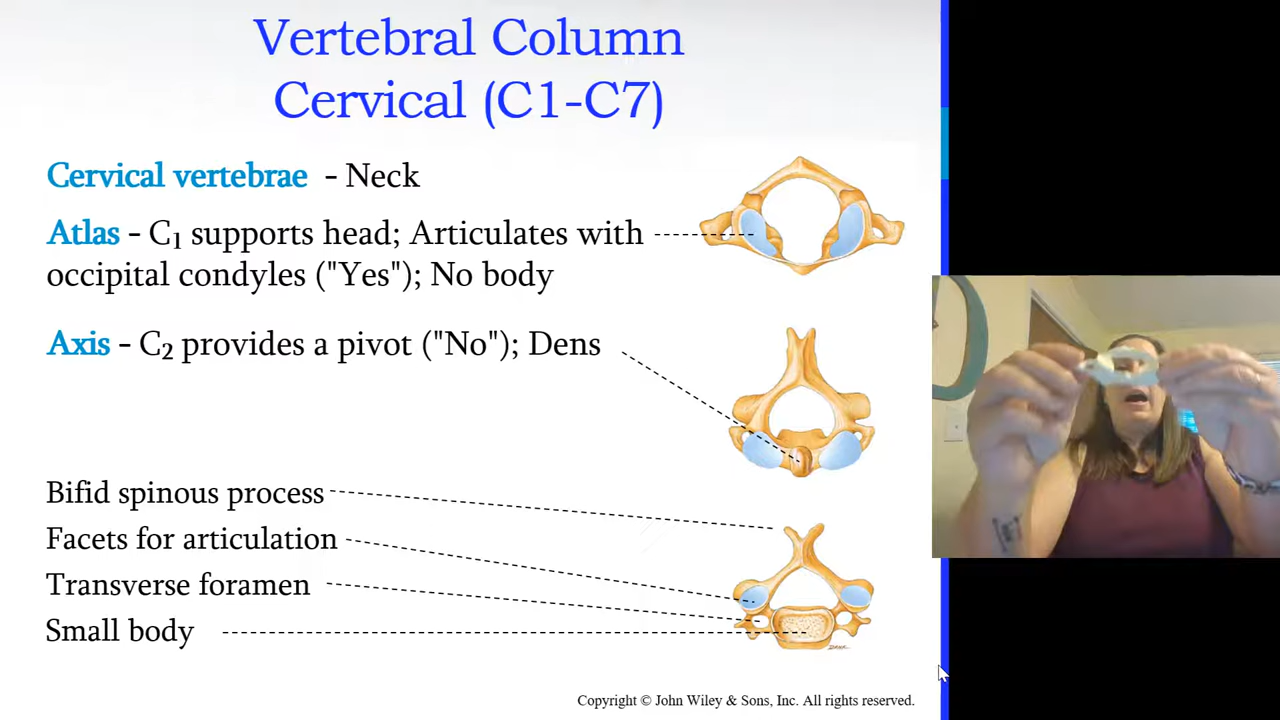 Vertebral Column
Cervical (C1-C7)
Cervical vertebrae - Neck
Atlas - C₁ supports head; Articulates with
occipital condyles ("Yes"); No body
Axis - C₂ provides a pivot ("No"); Dens
Bifid spinous process
Facets for articulation
Transverse foramen
Small body
Copyright © John Wiley & Sons, Inc. All rights reserved.